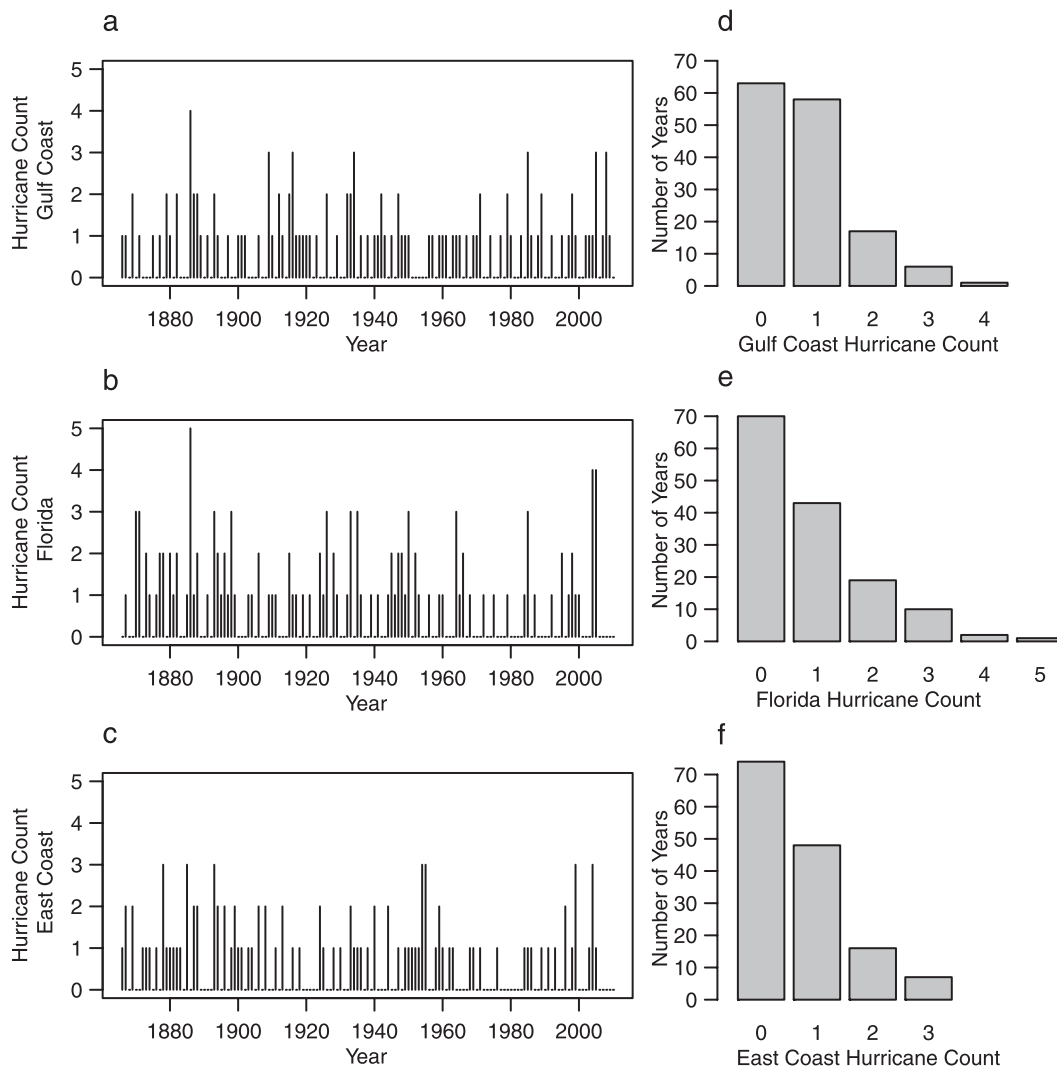 a
Hurricane Count
Gulf Coast
5
4
3
2
1
0
1880 1900 1920 1940 1960 1980 2000
Year
d
Number of Years
70
60
50
40
30
20
10
0
0 1 2 3 4
Gulf Coast Hurricane Count
b
Hurricane Count
Florida
5
4
3
2
1
0
1880 1900 1920 1940 1960 1980 2000
Year
e
Number of Years
70
60
50
40
30
20
10
0
0 1 2 3 4 5
Florida Hurricane Count
c
Hurricane Count
East Coast
5
4
3
2
1
0
1880 1900 1920 1940 1960 1980 2000
Year
f
Number of Years
70
60
50
40
30
20
10
0
0 1 2 3
East Coast Hurricane Count